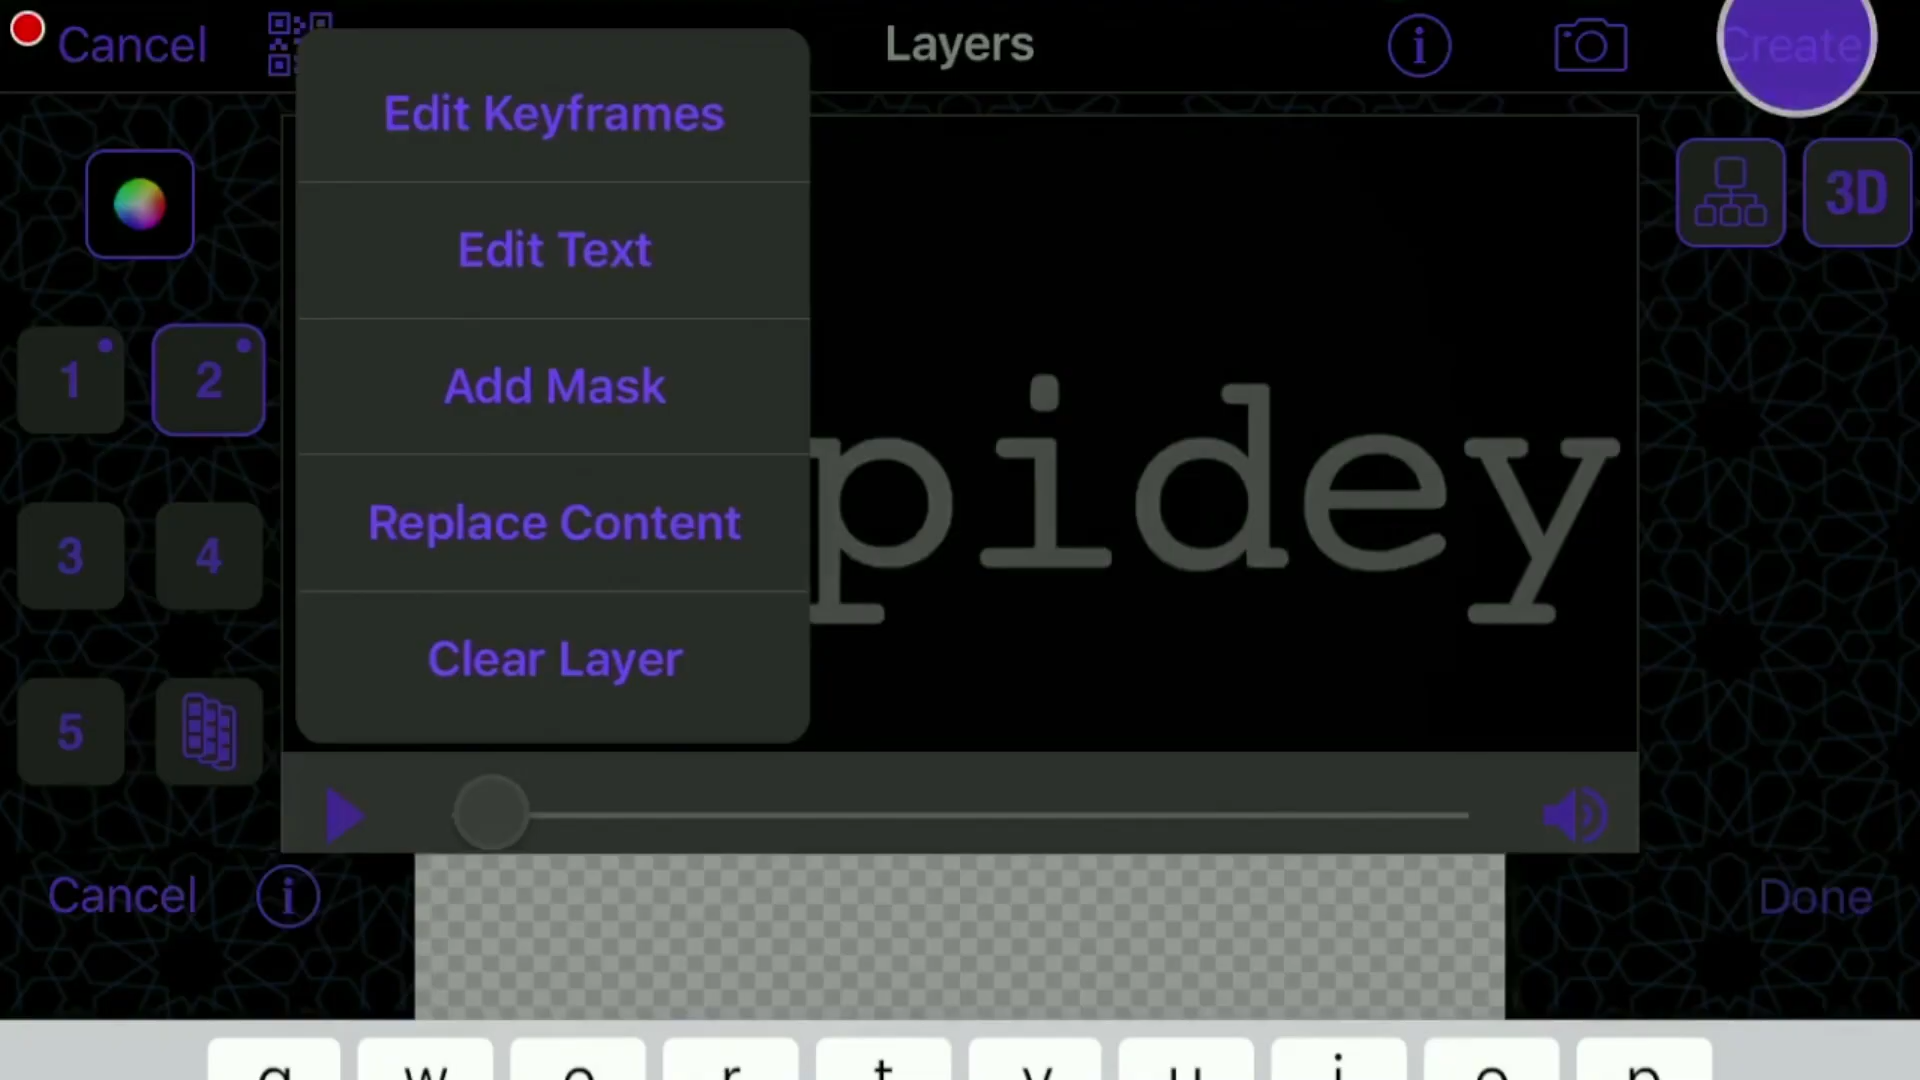 Cancel
Layers
Create
Edit Keyframes
3D
Edit Text
1
2
Add Mask
pidey
Replace Content
3
4
Clear Layer
5
Cancel
Done
q w e r t y u i o p